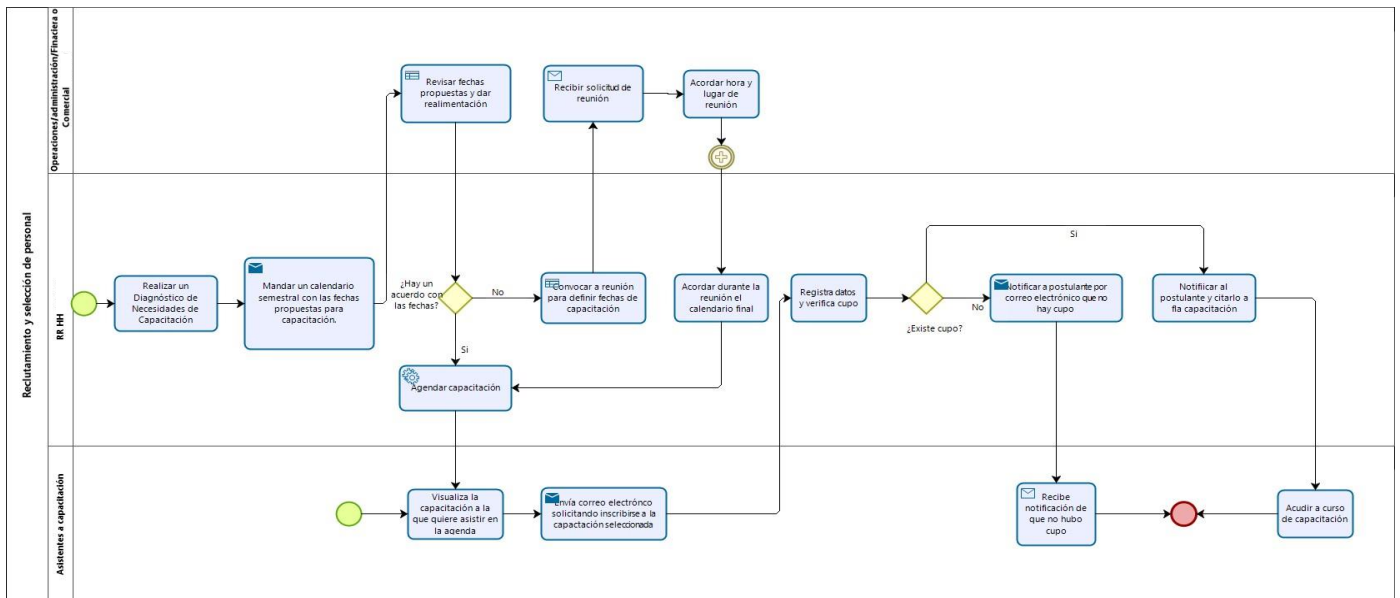 Reclutamiento y selección de personal
Operaciones/administración/Finaciera o
Comercial
Revisar fechas
propuestas y dar
realimentación
Recibir solicitud de
reunión
Acordar hora y
lugar de
reunión
RR HH
Realizar un
Diagnóstico de
Necesidades de
Capacitación
Mandar un calendario
semestral con las fechas
propuestas para
capacitación.
¿Hay un
acuerdo con
las fechas?
No
Si
Convocar a reunión
para definir fechas de
capacitación
Acordar durante la
reunión el
calendario final
Agendar capacitación
Registra datos
y verifica cupo
¿Existe cupo?
No
Si
Notificar a postulante por
correo electrónico que no
hay cupo
Notifiicar al
postulante y citarlo a
fla capacitación
Asistentes a capacitación
Visualiza la
capacitación a la
que quiere asistir en
la agenda
Envía correo electrónco
solicitando inscribirse a la
capactación seleccionada
Recibe
notificación de
que no hubo
cupo
Acudir a curso
de capacitación